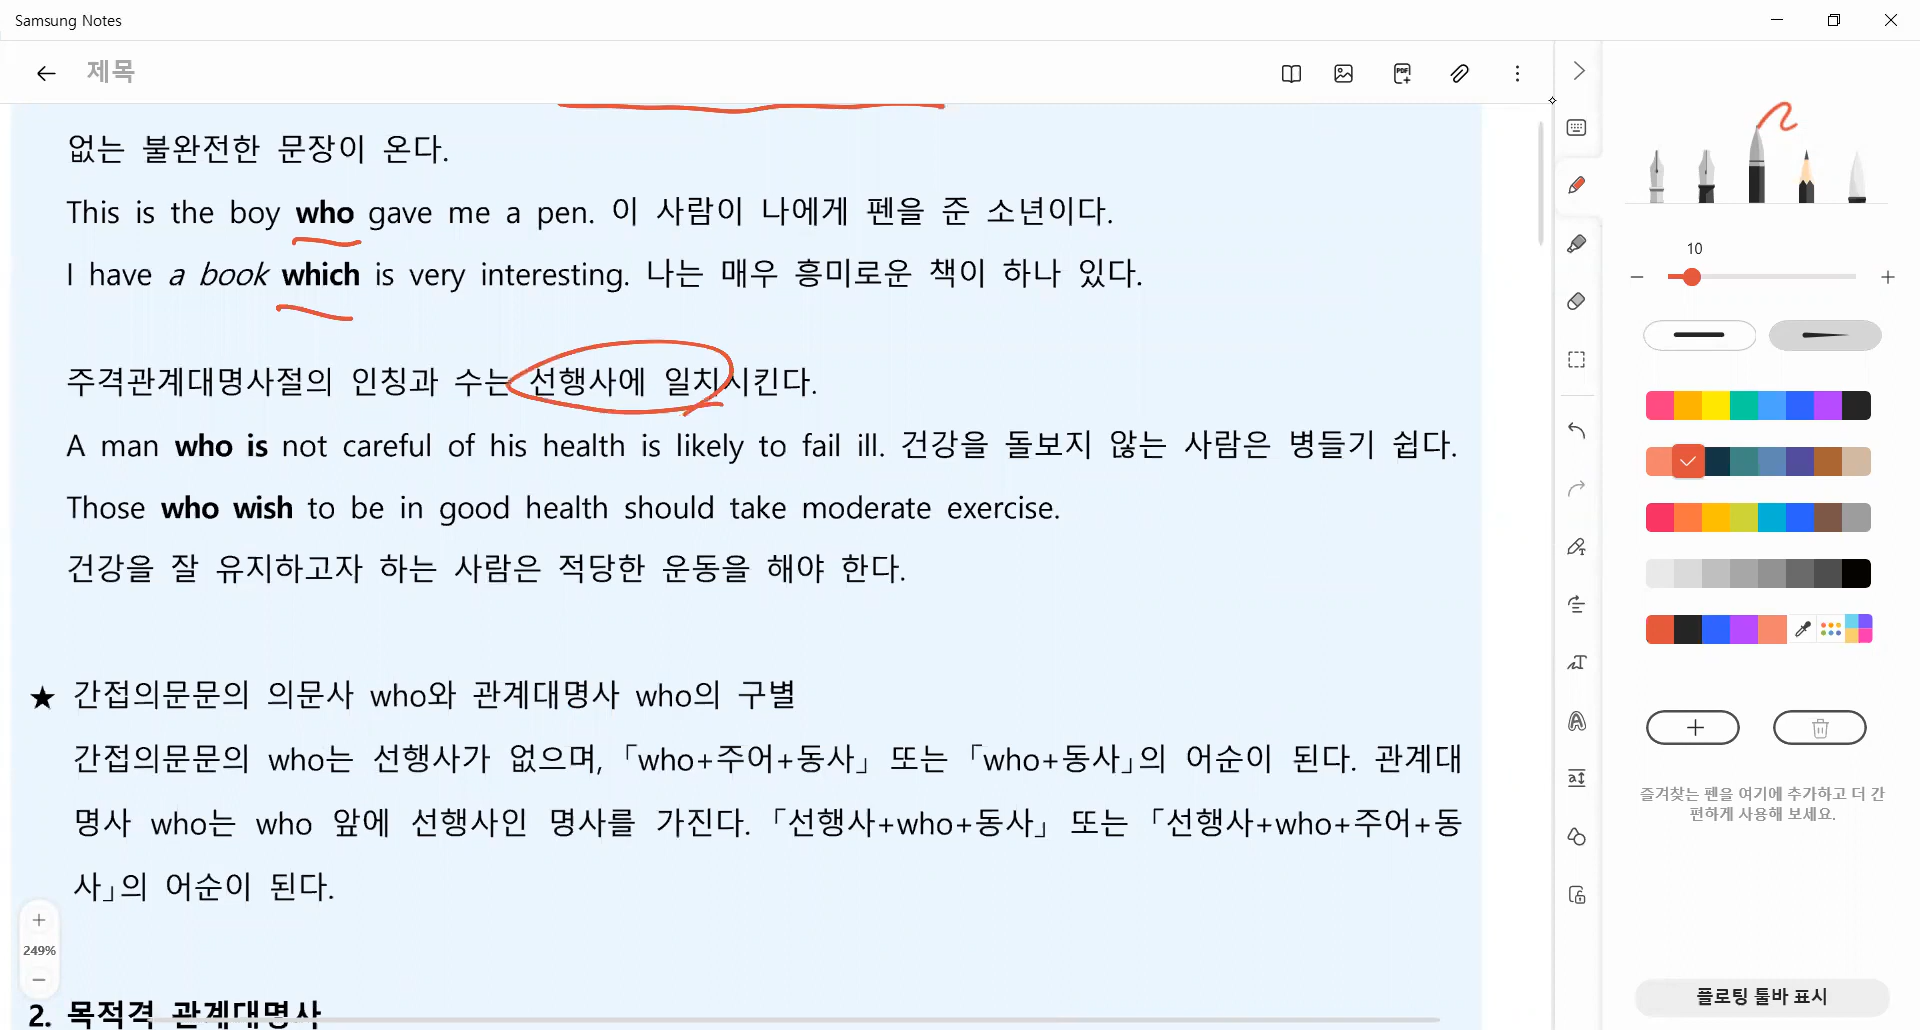 Samsung Notes
제목
없는 불완전한 문장이 온다.
This is the boy who gave me a pen. 이 사람이 나에게 펜을 준 소년이다.
I have a book which is very interesting. 나는 매우 흥미로운 책이 하나 있다.
주격관계대명사절의 인칭과 수는 선행사에 일치시킨다.
A man who is not careful of his health is likely to fail ill. 건강을 돌보지 않는 사람은 병들기 쉽다.
Those who wish to be in good health should take moderate exercise.
건강을 잘 유지하고자 하는 사람은 적당한 운동을 해야 한다.
★ 간접의문문의 의문사 who와 관계대명사 who의 구별
간접의문문의 who는 선행사가 없으며, 「who+주어+동사」 또는 「who+동사」의 어순이 된다. 관계대
명사 who는 who 앞에 선행사인 명사를 가진다. 「선행사+who+동사」 또는 「선행사+who+주어+동
사」의 어순이 된다.
2. 목적격 관계대명사
249%
PDF
10
즐겨찾는 펜을 여기에 추가하고 더 간
편하게 사용해 보세요.
플로팅 툴바 표시